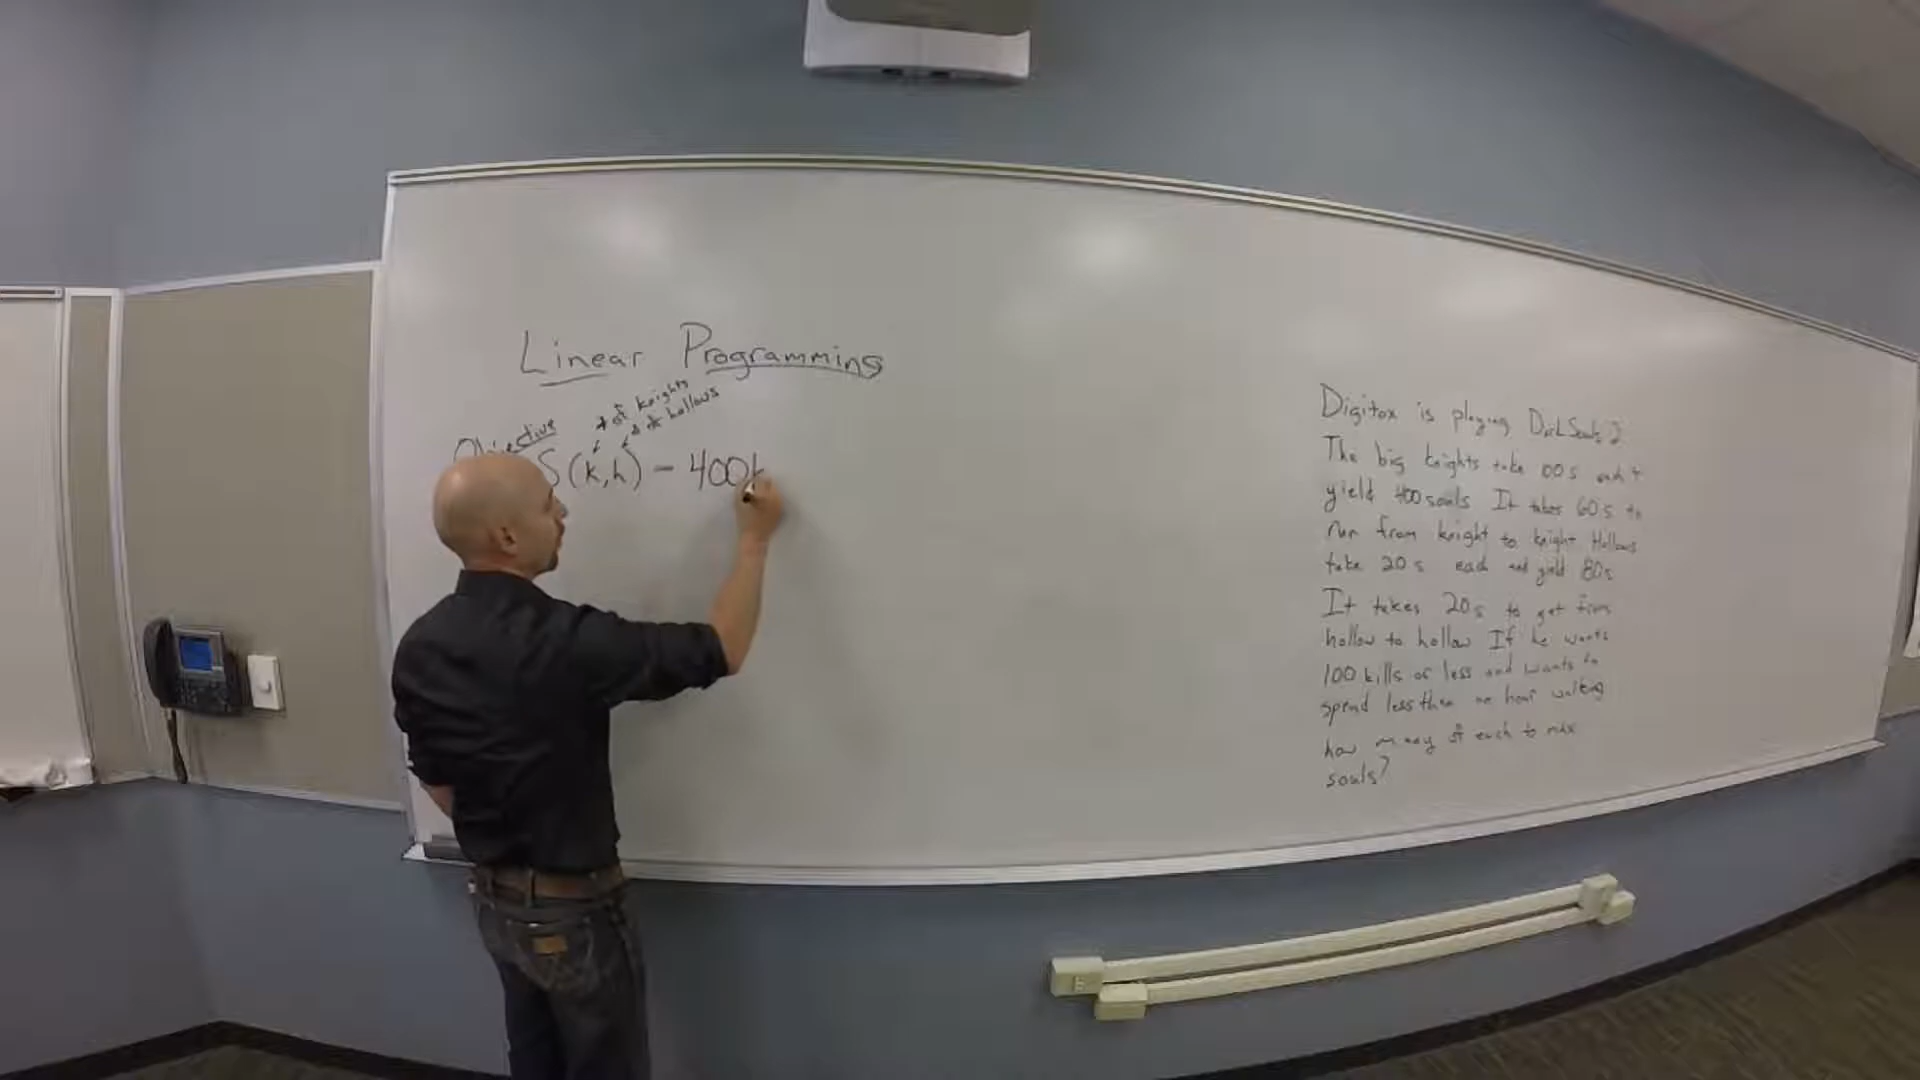 Linear Programming
# of knights
# of hollows
Objective
S(k,h) = 400k
Digitox is playing Dark Souls 2
The big knights take 100s each +
yield 400 souls It takes 60s to
run from knight to knight Hollows
take 20s each and yield 80s
It takes 20s to get from
hollow to hollow If he wants
100 kills or less and wants to
spend less than an hour walking
how many of each to max
souls?